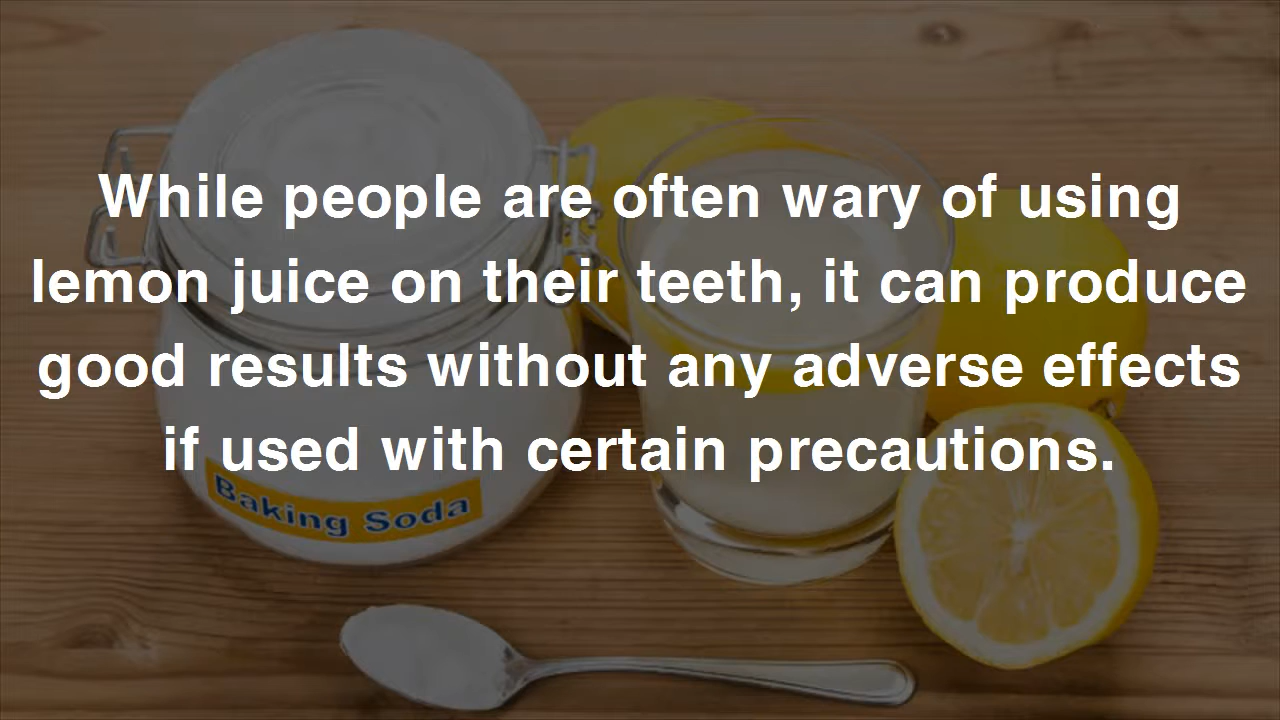 While people are often wary of using
lemon juice on their teeth, it can produce
good results without any adverse effects
if used with certain precautions.
Baking Soda